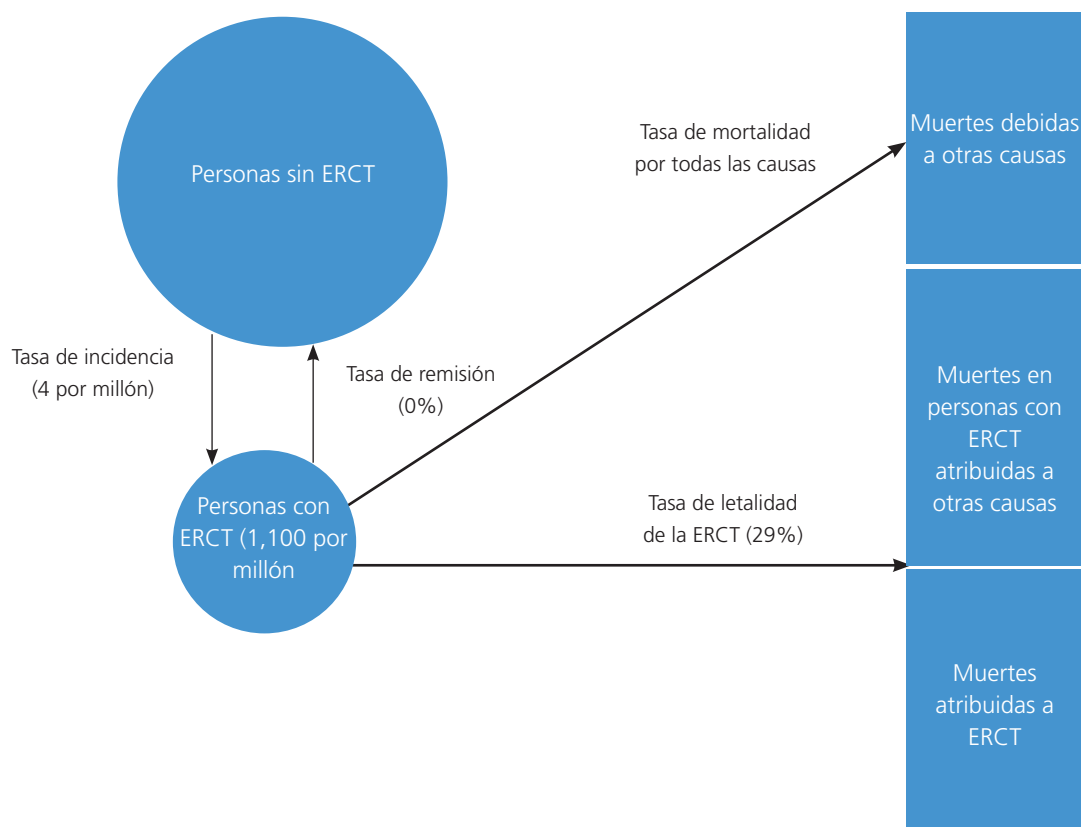 Personas sin ERCT
Tasa de mortalidad
por todas las causas
Muertes debidas
a otras causas
Tasa de incidencia
(4 por millón)
Tasa de remisión
(0%)
Muertes en
personas con
ERCT
atribuidas a
otras causas
Personas con
ERCT (1,100 por
millón
Tasa de letalidad
de la ERCT (29%)
Muertes
atribuidas a
ERCT